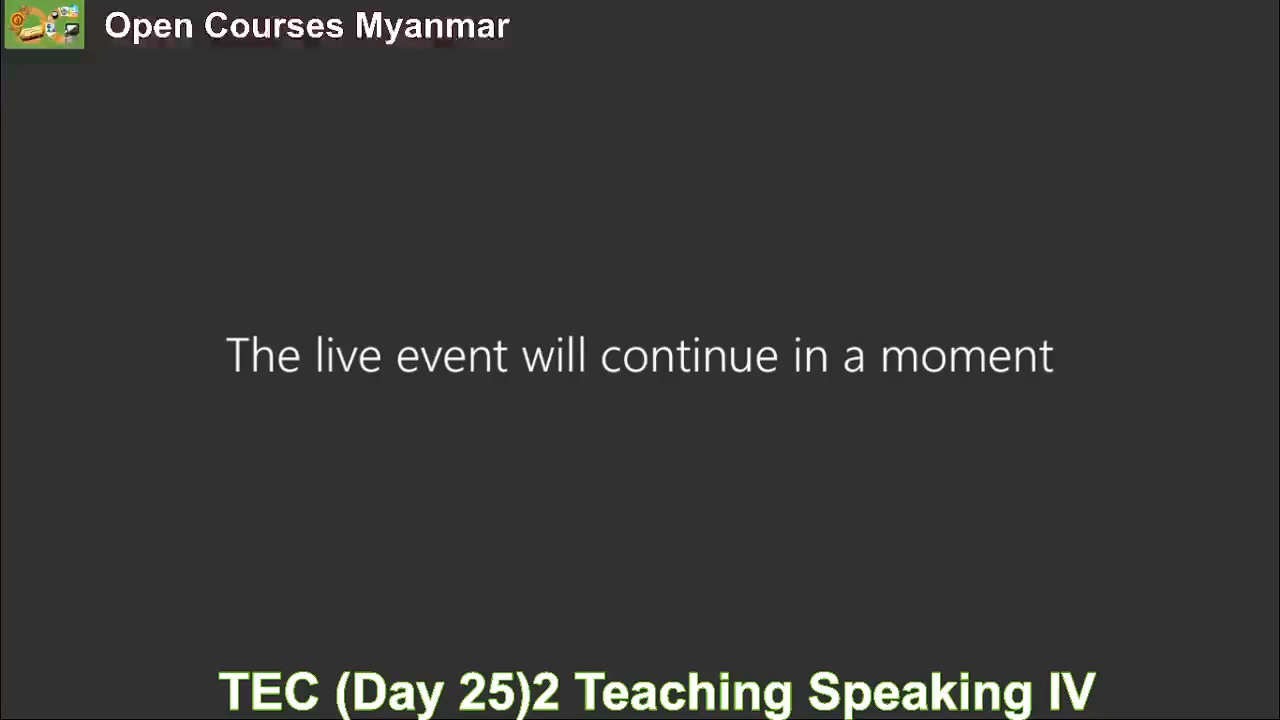 Open Courses Myanmar
The live event will continue in a moment
TEC (Day 25)2 Teaching Speaking IV